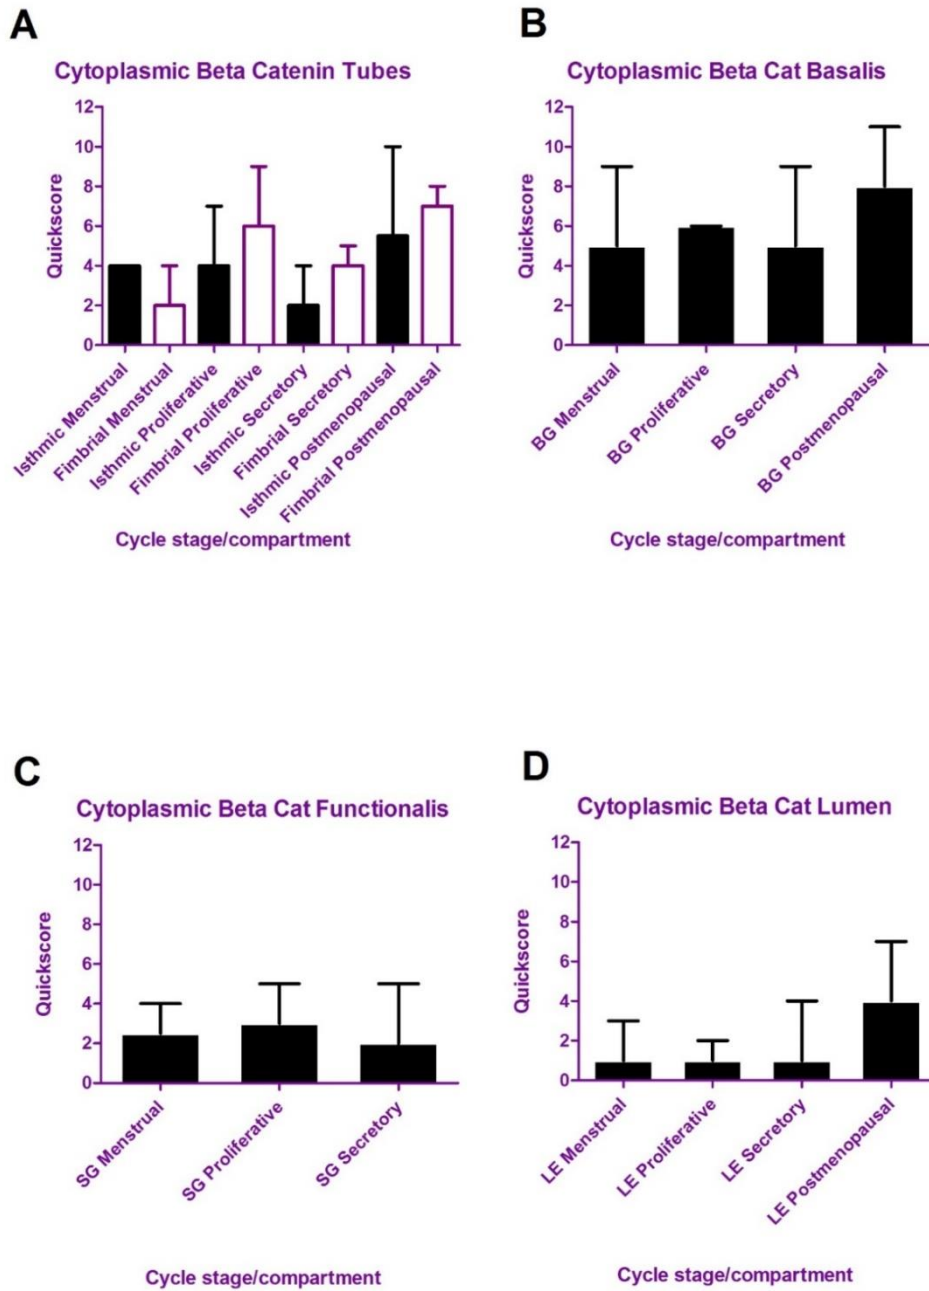 A
Cytoplasmic Beta Catenin Tubes
Quickscore
12
10
8
6
4
2
0
Isthmic Menstrual
Fimbrial Menstrual
Isthmic Proliferative
Fimbrial Proliferative
Isthmic Secretory
Fimbrial Secretory
Isthmic Postmenopausal
Fimbrial Postmenopausal
Cycle stage/compartment
B
Cytoplasmic Beta Cat Basalis
Quickscore
12
10
8
6
4
2
0
BG Menstrual
BG Proliferative
BG Secretory
BG Postmenopausal
Cycle stage/compartment
C
Cytoplasmic Beta Cat Functionalis
Quickscore
12
10
8
6
4
2
0
SG Menstrual
SG Proliferative
SG Secretory
Cycle stage/compartment
D
Cytoplasmic Beta Cat Lumen
Quickscore
12
10
8
6
4
2
0
LE Menstrual
LE Proliferative
LE Secretory
LE Postmenopausal
Cycle stage/compartment